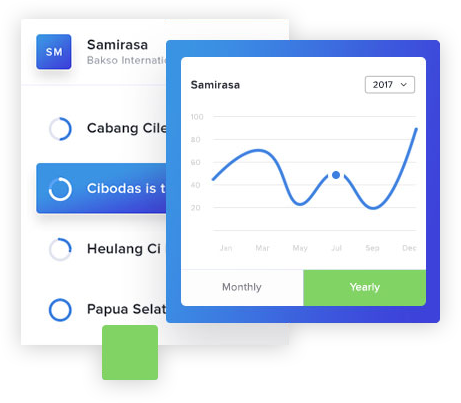 SM
Samirasa
Bakso Internatio
Cabang Cile
Cibodas is t
Heulang Ci
Papua Selat
Samirasa
2017
100
80
60
40
20
Jan Mar May Jul Sep Dec
Monthly Yearly